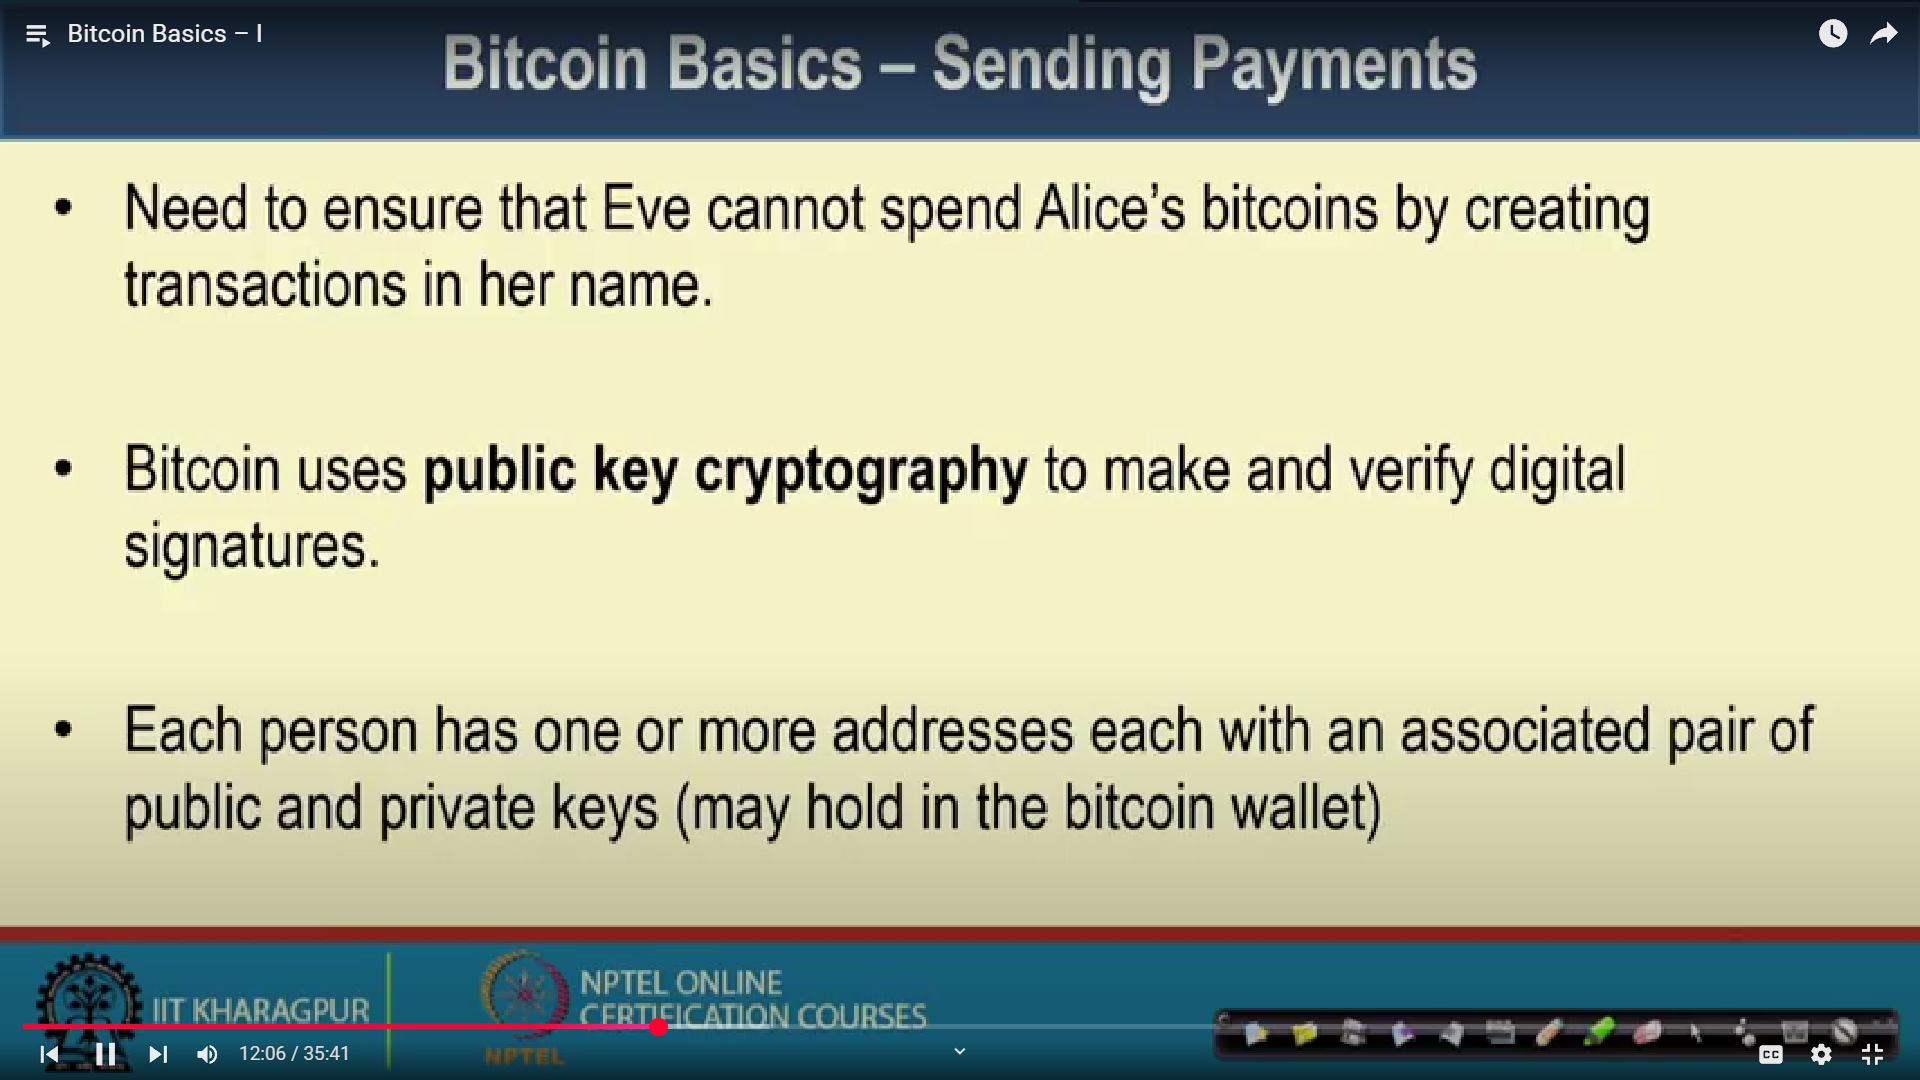 Bitcoin Basics – I
Bitcoin Basics – Sending Payments
• Need to ensure that Eve cannot spend Alice’s bitcoins by creating
transactions in her name.
• Bitcoin uses public key cryptography to make and verify digital
signatures.
• Each person has one or more addresses each with an associated pair of
public and private keys (may hold in the bitcoin wallet)
IIT KHARAGPUR
NPTEL ONLINE
CERTIFICATION COURSES
NPTEL
12:06 / 35:41
CC